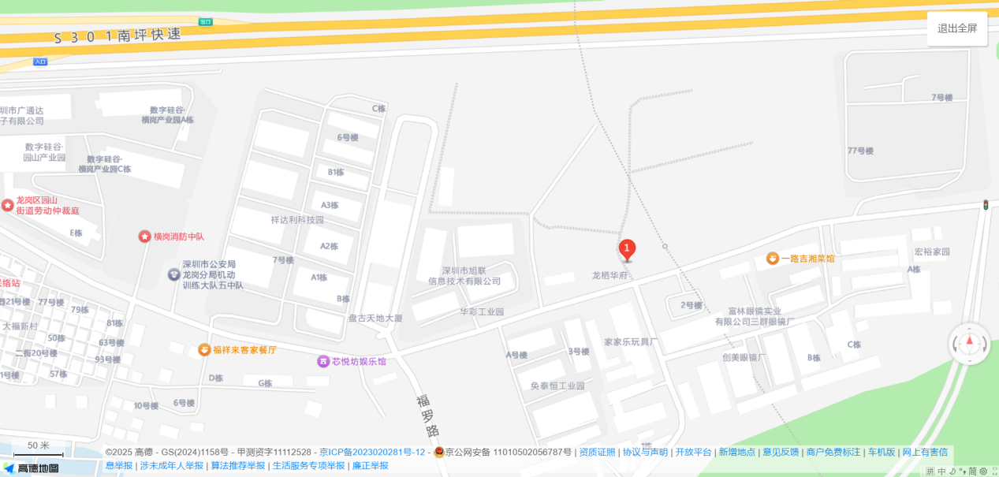 出口
S 3 0 1 南坪快速
退出全屏
入口
圳市广通达
子有限公司
数字硅谷·
横岗产业园A栋
C栋
7号楼
数字硅谷·
园山产业园
数字硅谷·
横岗产业园C栋
6号楼
77号楼
B1栋
龙岗区园山
街道劳动仲裁庭
A3栋
祥达利科技园
E栋
横岗消防中队
A2栋
1
一路吉湘菜馆
宏裕家园
7号楼
深圳市公安局
龙岗分局机动
训练大队五中队
深圳市旭联
信息技术有限公司
龙栖华府
A栋
A1栋
联络站
巷21号楼
77号楼
79栋
B栋
2号楼
华彩工业园
富林眼镜实业
有限公司三群眼镜厂
盘古天地大厦
大福新村
81栋
50栋
63号楼
家家乐玩具厂
C栋
二街20号楼
93号楼
福祥来客家餐厅
芯悦坊娱乐馆
A号楼
3号楼
创美眼镜厂
B栋
1号楼
57栋
D栋
G栋
兔泰恒工业园
10号楼
6号楼
福罗路
50 米
©2025 高德 - GS(2024)1158号 - 甲测资字11112528 - 京ICP备2023020281号-12 - 京公网安备 11010502056787号 | 资质证照 | 协议与声明 | 开放平台 | 新增地点 | 意见反馈 | 商户免费标注 | 车机版 | 网上有害信
息举报 | 涉未成年人举报 | 算法推荐举报 | 生活服务专项举报 | 廉正举报
高德地图
拼 中 简